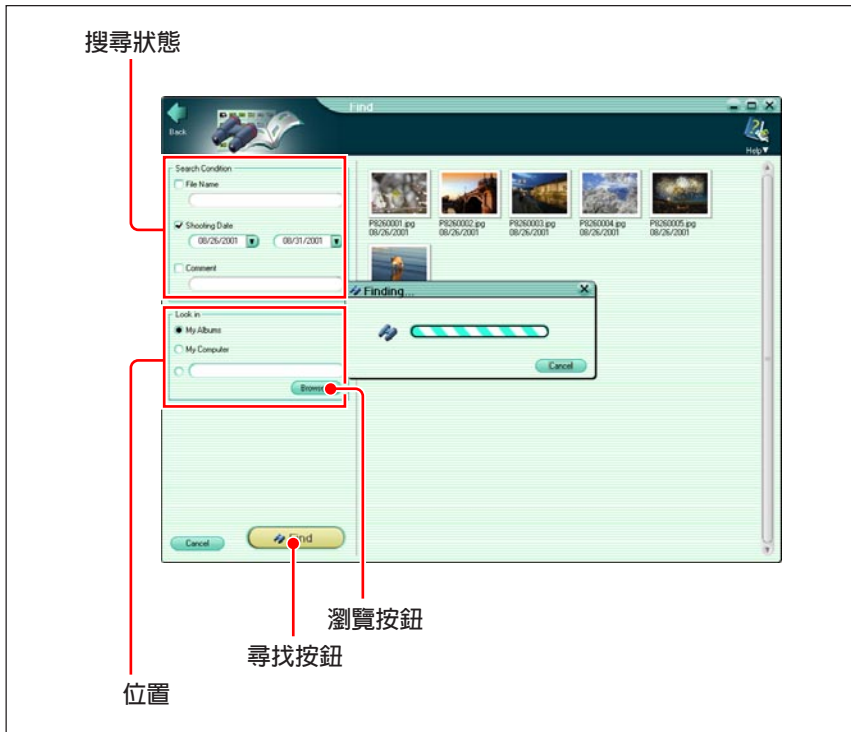 搜尋狀態
Find
Back
Help
Search Condition
File Name
Shooting Date
08/26/2001 08/31/2001
Comment
Look in
My Albums
My Computer
Browse
Cancel
Find
P8260001.jpg
08/26/2001
P8260002.jpg
08/26/2001
P8260003.jpg
08/26/2001
P8260004.jpg
08/26/2001
P8260005.jpg
08/26/2001
Finding...
Cancel
瀏覽按鈕
尋找按鈕
位置